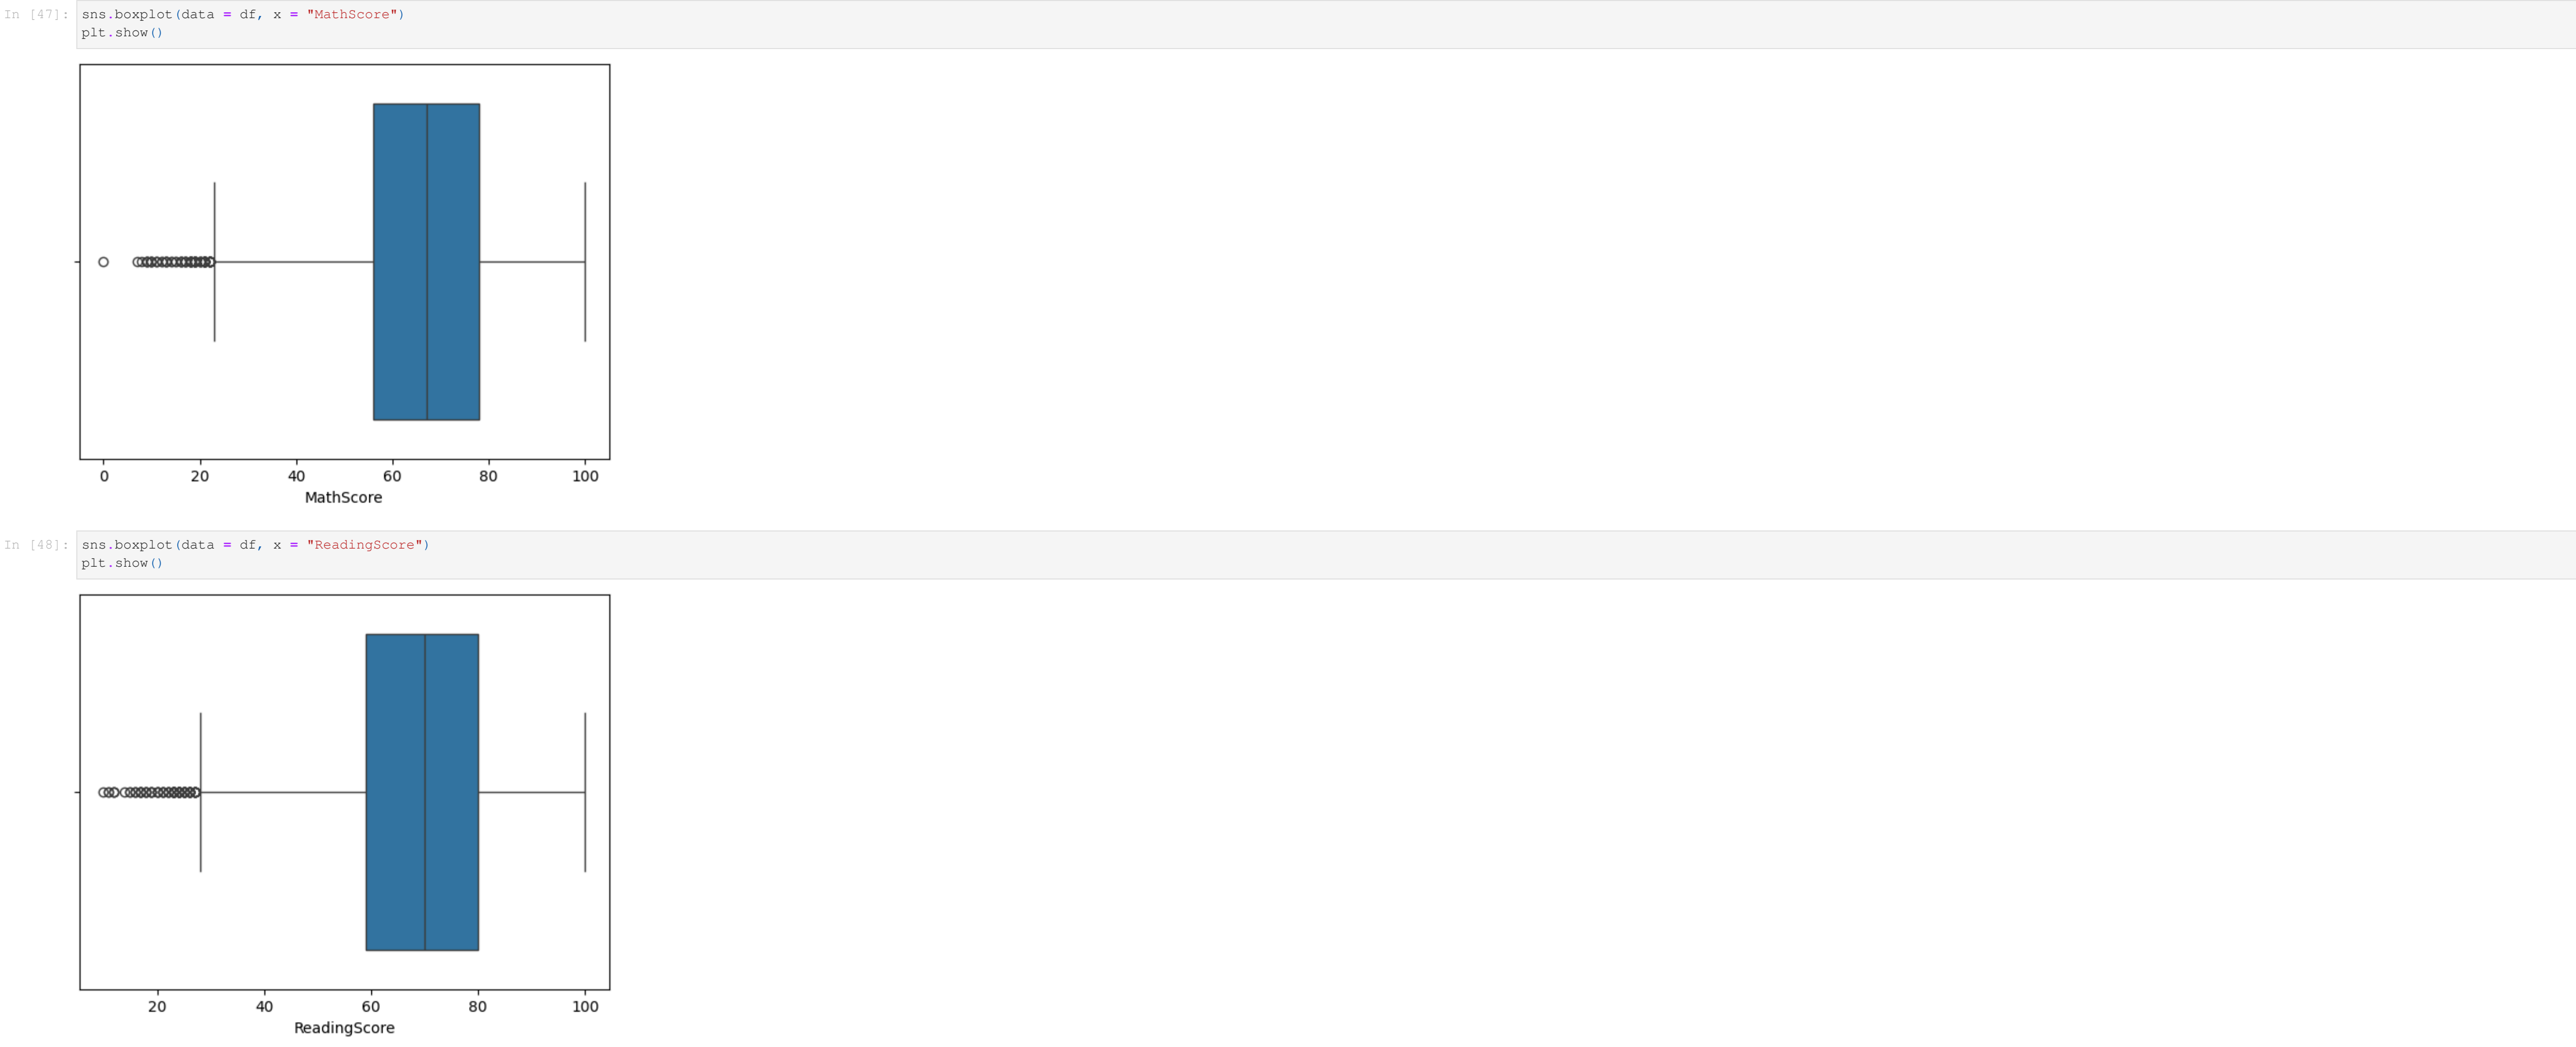 In [47]: sns.boxplot(data = df, x = "MathScore")
plt.show()
0 20 40 60 80 100
MathScore
In [48]: sns.boxplot(data = df, x = "ReadingScore")
plt.show()
20 40 60 80 100
ReadingScore